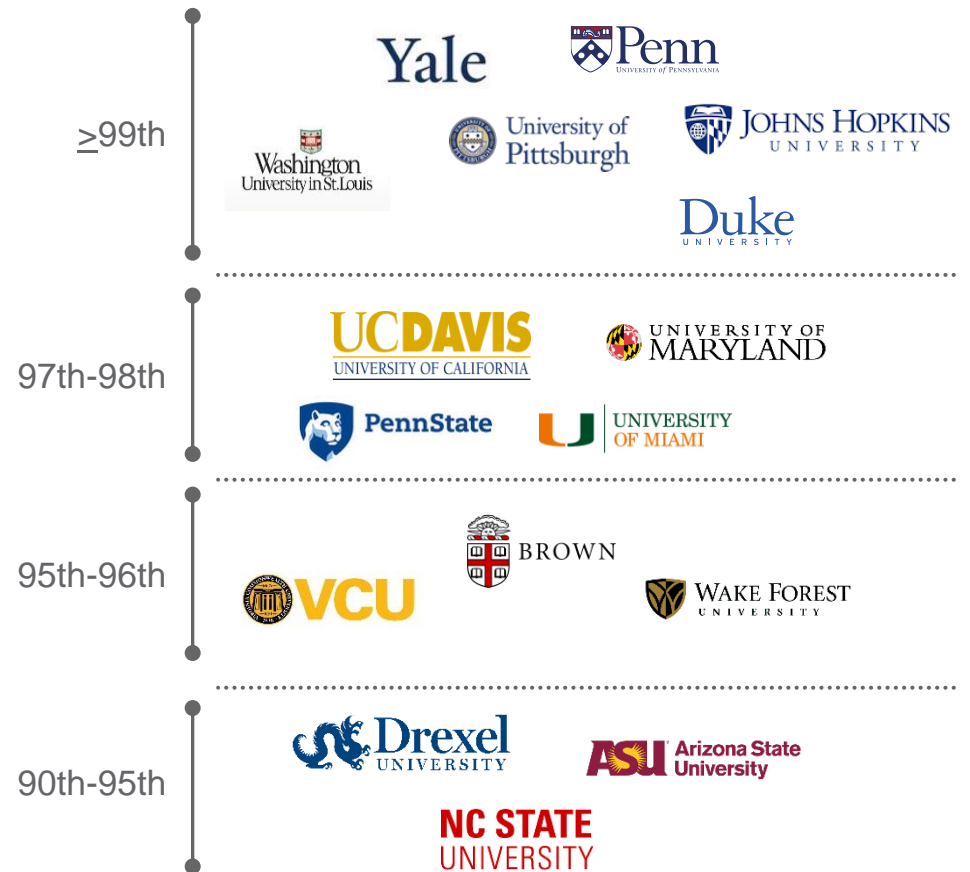 ≥99th
Yale
Penn
UNIVERSITY of PENNSYLVANIA
Washington
University in St. Louis
University of
Pittsburgh
JOHNS HOPKINS
UNIVERSITY
Duke
UNIVERSITY
97th-98th
UCDAVIS
UNIVERSITY OF CALIFORNIA
UNIVERSITY OF
MARYLAND
PennState
UNIVERSITY
OF MIAMI
95th-96th
BROWN
VCU
WAKE FOREST
UNIVERSITY
90th-95th
Drexel
UNIVERSITY
ASU
Arizona State
University
NC STATE
UNIVERSITY